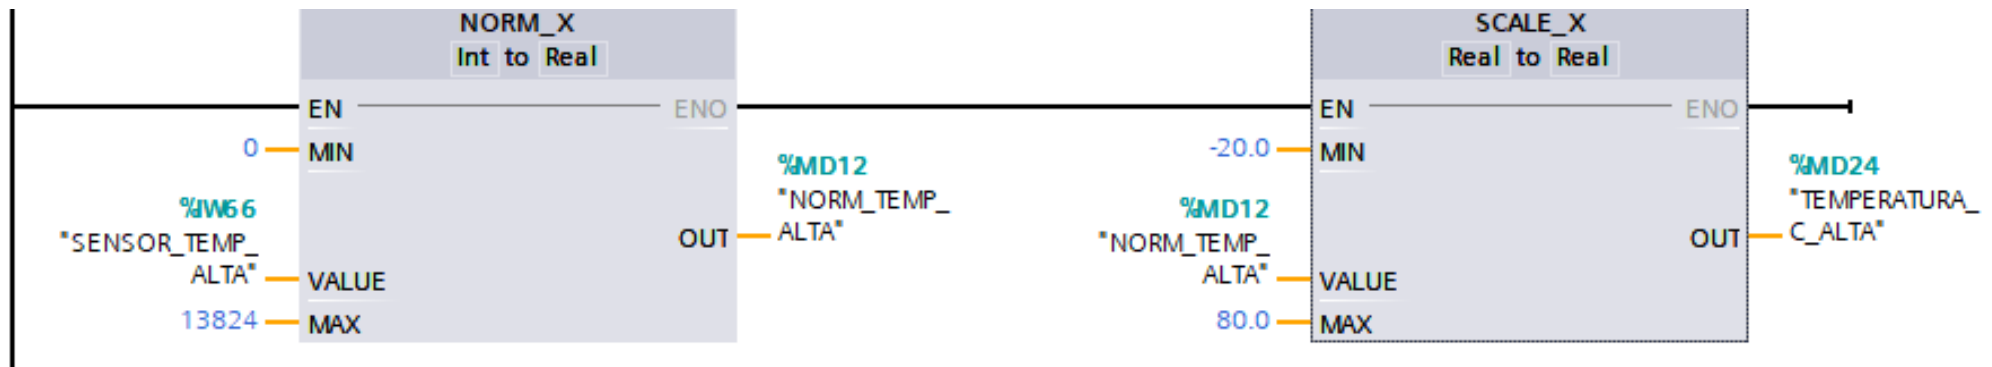 NORM_X
Int to Real
EN
ENO
0
MIN
%MD12
"NORM_TEMP_
ALTA"
%IW66
"SENSOR_TEMP_
ALTA"
OUT
VALUE
13824
MAX
SCALE_X
Real to Real
EN
ENO
-20.0
MIN
%MD24
"TEMPERATURA_
C_ALTA"
%MD12
"NORM_TEMP_
ALTA"
OUT
VALUE
80.0
MAX